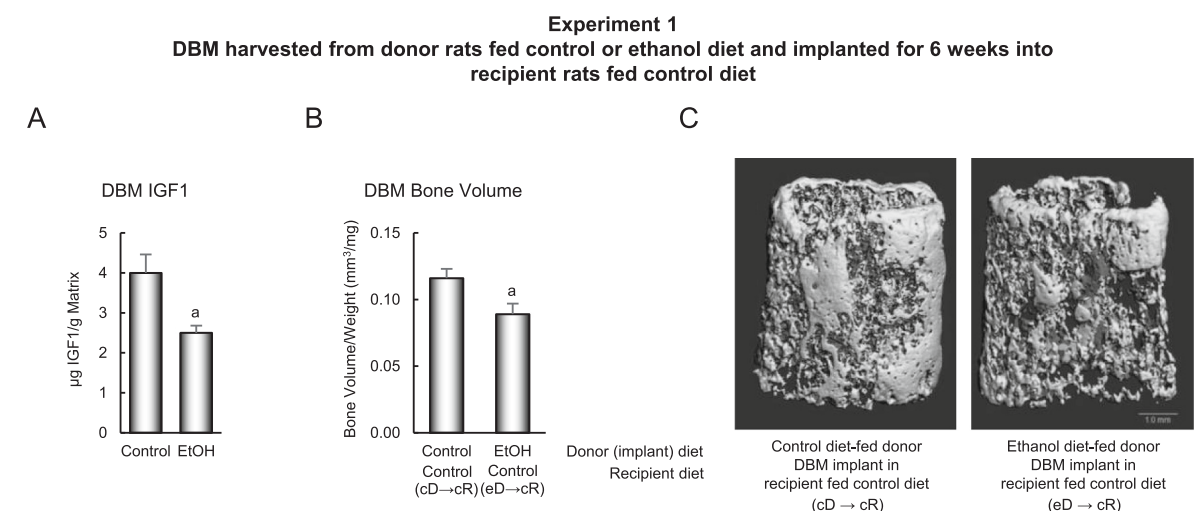 Experiment 1
DBM harvested from donor rats fed control or ethanol diet and implanted for 6 weeks into
recipient rats fed control diet
A
B
C
DBM IGF1
µg IGF1/g Matrix
5
4
3
2
1
0
a
Control EtOH
DBM Bone Volume
Bone Volume/Weight (mm³/mg)
0.15
0.10
0.05
0.00
a
Control EtOH Donor (implant) diet
Control Control Recipient diet
(cD→cR) (eD→cR)
1.0 mm
Control diet-fed donor
DBM implant in
recipient fed control diet
(cD → cR)
Ethanol diet-fed donor
DBM implant in
recipient fed control diet
(eD → cR)